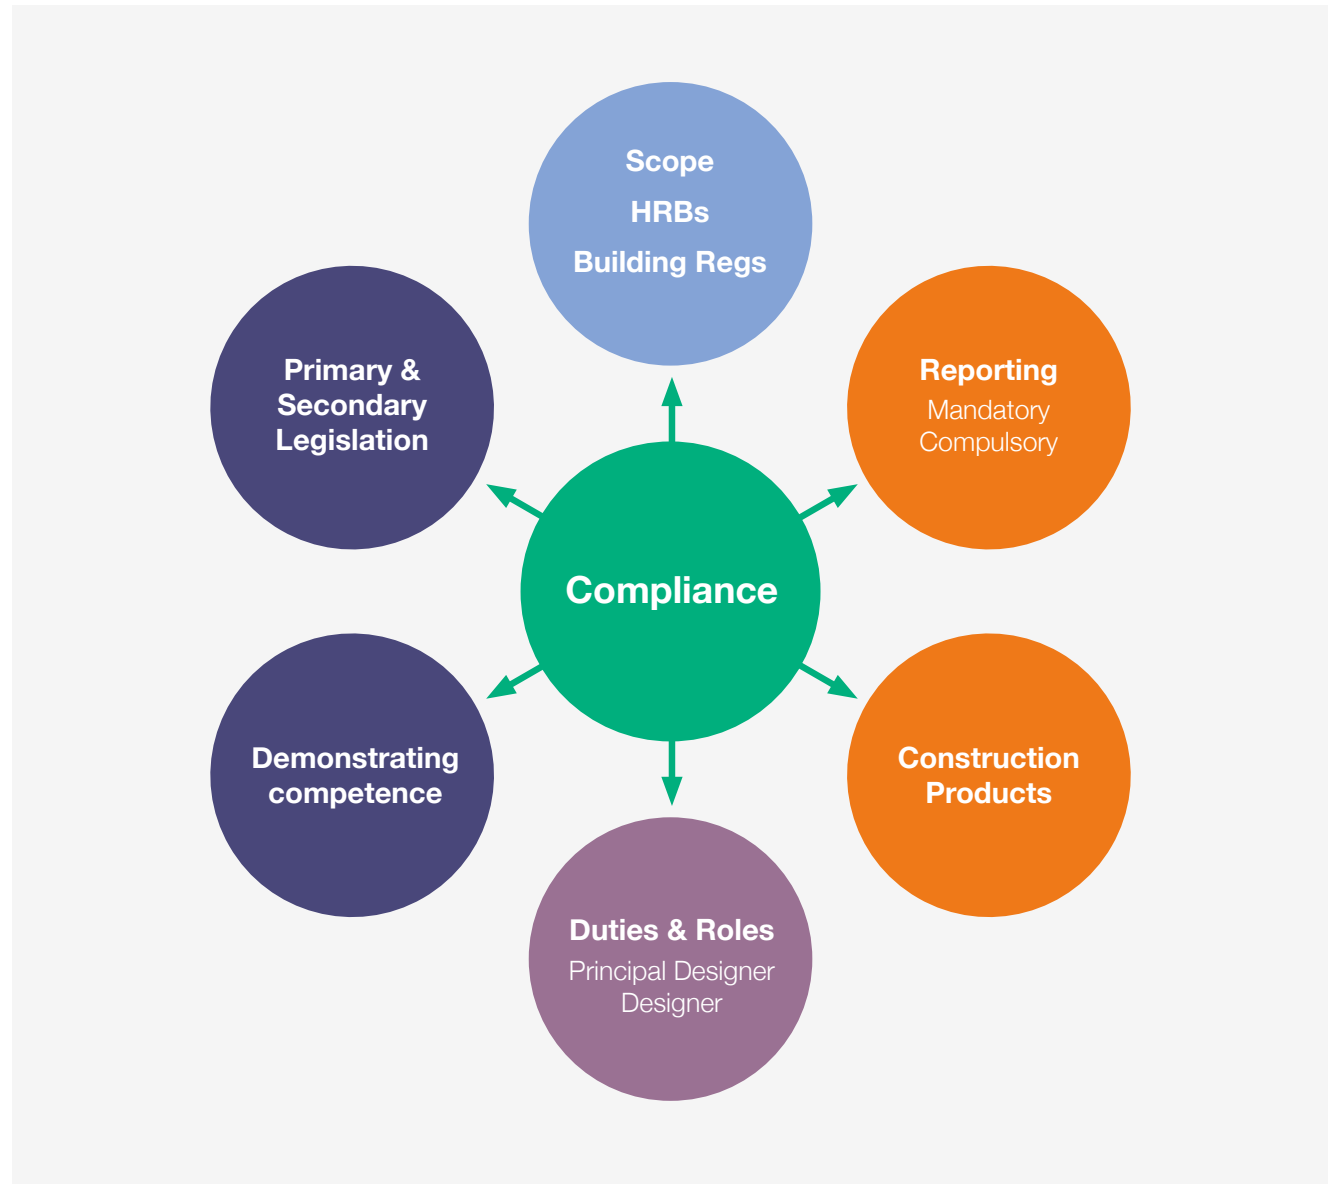 Scope
HRBs
Building Regs
Primary &
Secondary
Legislation
Reporting
Mandatory
Compulsory
Compliance
Demonstrating
competence
Construction
Products
Duties & Roles
Principal Designer
Designer